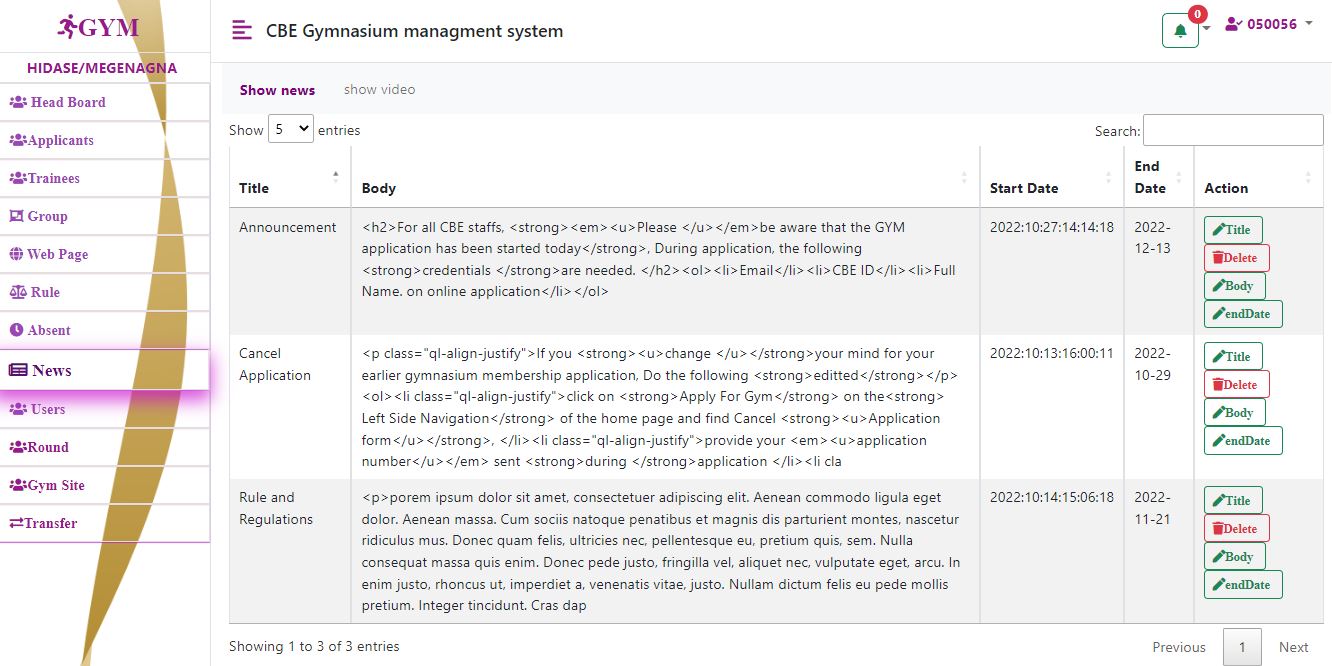 GYM
HIDASE/MEGENAGNA
Head Board
Applicants
Trainees
Group
Web Page
Rule
Absent
News
Users
Round
Gym Site
Transfer
CBE Gymnasium managment system
0
050056
Show news show video
Show 5 entries
Search:
Title Body Start Date End Date Action
Announcement
<h2>For all CBE staffs, <strong><em><u>Please </u></em>be aware that the GYM
application has been started today</strong>, During application, the following
<strong>credentials </strong>are needed. </h2><ol><li>Email</li><li>CBE ID</li><li>Full
Name. on online application</li></ol>
2022:10:27:14:14:18
2022-
12-13
Title
Delete
Body
endDate
Cancel
Application
<p class="ql-align-justify">If you <strong><u>change </u></strong>your mind for your
earlier gymnasium membership application, Do the following <strong>editted</strong></p>
<ol><li class="ql-align-justify">click on <strong>Apply For Gym</strong> on the<strong>
Left Side Navigation</strong> of the home page and find Cancel <strong><u>Application
form</u></strong>, </li><li class="ql-align-justify">provide your <em><u>application
number</u></em> sent <strong>during </strong>application </li><li cla
2022:10:13:16:00:11
2022-
10-29
Title
Delete
Body
endDate
Rule and
Regulations
<p>porem ipsum dolor sit amet, consectetuer adipiscing elit. Aenean commodo ligula eget
dolor. Aenean massa. Cum sociis natoque penatibus et magnis dis parturient montes, nascetur
ridiculus mus. Donec quam felis, ultricies nec, pellentesque eu, pretium quis, sem. Nulla
consequat massa quis enim. Donec pede justo, fringilla vel, aliquet nec, vulputate eget, arcu. In
enim justo, rhoncus ut, imperdiet a, venenatis vitae, justo. Nullam dictum felis eu pede mollis
pretium. Integer tincidunt. Cras dap
2022:10:14:15:06:18
2022-
11-21
Title
Delete
Body
endDate
Showing 1 to 3 of 3 entries
Previous 1 Next